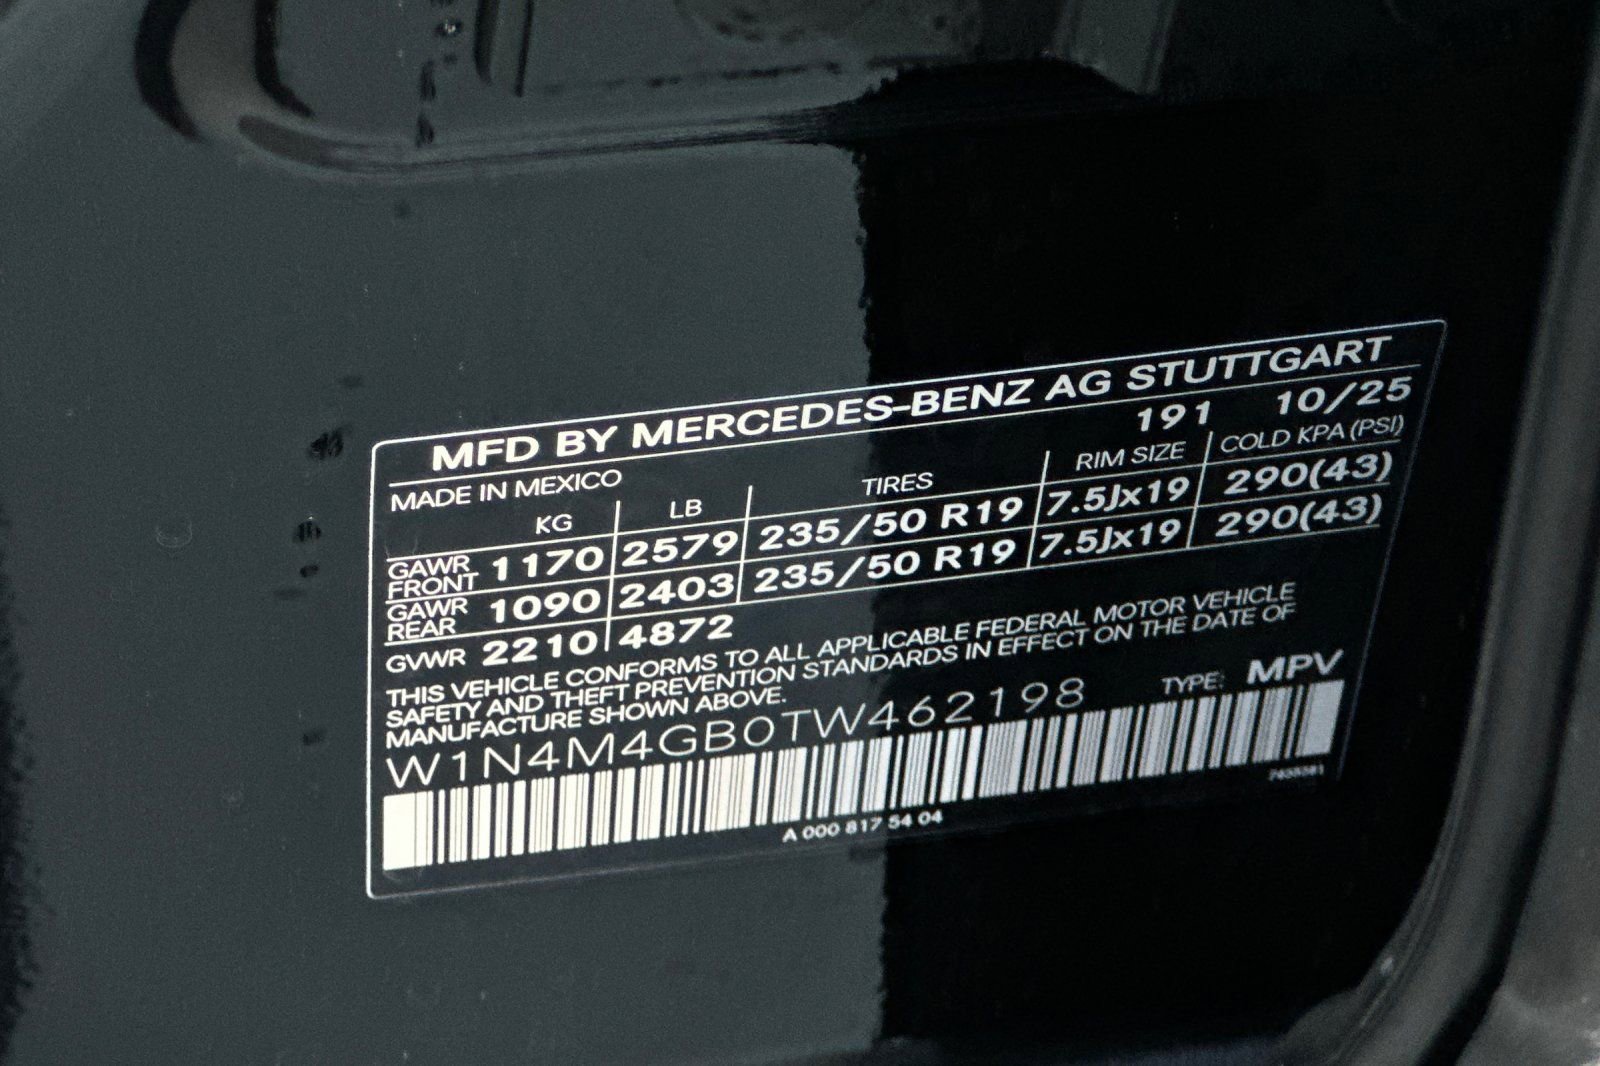 MFD BY MERCEDES-BENZ AG STUTTGART
MADE IN MEXICO 191 10/25
KG LB TIRES RIM SIZE COLD KPA (PSI)
GAWR FRONT 1170 2579 235/50 R19 7.5Jx19 290(43)
GAWR REAR 1090 2403 235/50 R19 7.5Jx19 290(43)
GVWR 2210 4872
THIS VEHICLE CONFORMS TO ALL APPLICABLE FEDERAL MOTOR VEHICLE
SAFETY AND THEFT PREVENTION STANDARDS IN EFFECT ON THE DATE OF
MANUFACTURE SHOWN ABOVE.
W1N4M4GB0TW462198 TYPE: MPV
A 000 817 54 04